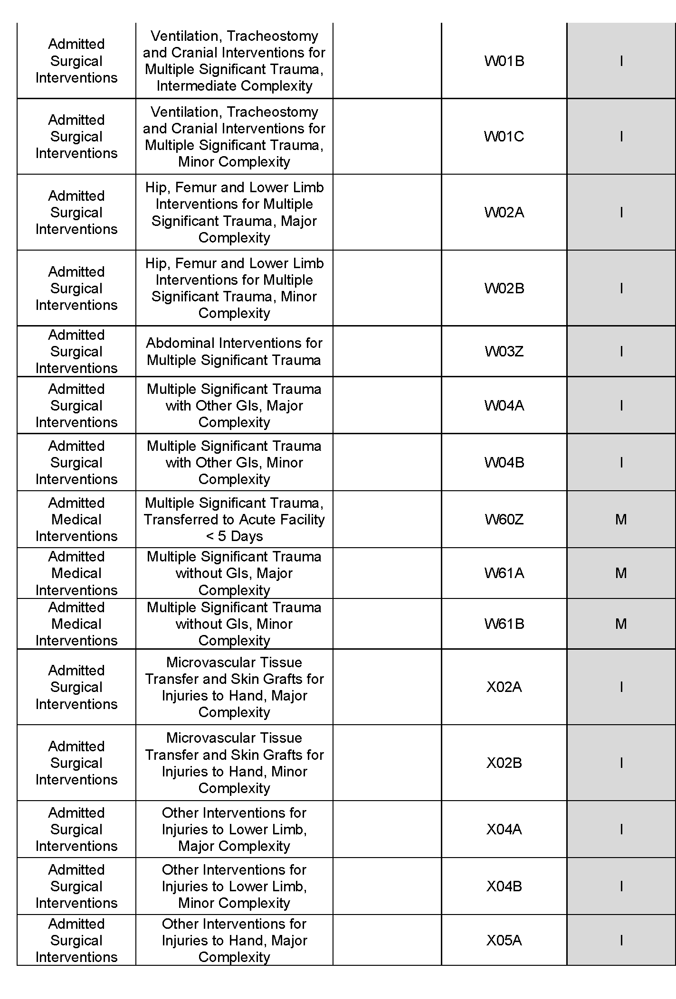 Admitted
Surgical
Interventions
Ventilation, Tracheostomy
and Cranial Interventions for
Multiple Significant Trauma,
Intermediate Complexity
W01B
I
Admitted
Surgical
Interventions
Ventilation, Tracheostomy
and Cranial Interventions for
Multiple Significant Trauma,
Minor Complexity
W01C
I
Admitted
Surgical
Interventions
Hip, Femur and Lower Limb
Interventions for Multiple
Significant Trauma, Major
Complexity
W02A
I
Admitted
Surgical
Interventions
Hip, Femur and Lower Limb
Interventions for Multiple
Significant Trauma, Minor
Complexity
W02B
I
Admitted
Surgical
Interventions
Abdominal Interventions for
Multiple Significant Trauma
W03Z
I
Admitted
Surgical
Interventions
Multiple Significant Trauma
with Other GIs, Major
Complexity
W04A
I
Admitted
Surgical
Interventions
Multiple Significant Trauma
with Other GIs, Minor
Complexity
W04B
I
Admitted
Medical
Interventions
Multiple Significant Trauma,
Transferred to Acute Facility
< 5 Days
W60Z
M
Admitted
Medical
Interventions
Multiple Significant Trauma
without GIs, Major
Complexity
W61A
M
Admitted
Medical
Interventions
Multiple Significant Trauma
without GIs, Minor
Complexity
W61B
M
Admitted
Surgical
Interventions
Microvascular Tissue
Transfer and Skin Grafts for
Injuries to Hand, Major
Complexity
X02A
I
Admitted
Surgical
Interventions
Microvascular Tissue
Transfer and Skin Grafts for
Injuries to Hand, Minor
Complexity
X02B
I
Admitted
Surgical
Interventions
Other Interventions for
Injuries to Lower Limb,
Major Complexity
X04A
I
Admitted
Surgical
Interventions
Other Interventions for
Injuries to Lower Limb,
Minor Complexity
X04B
I
Admitted
Surgical
Interventions
Other Interventions for
Injuries to Hand, Major
Complexity
X05A
I